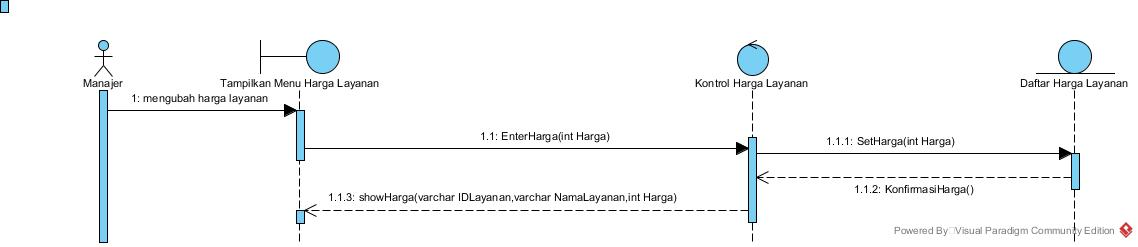 Manajer
Tampilkan Menu Harga Layanan
Kontrol Harga Layanan
Daftar Harga Layanan
1: mengubah harga layanan
1.1: EnterHarga(int Harga)
1.1.1: SetHarga(int Harga)
1.1.2: KonfirmasiHarga()
1.1.3: showHarga(varchar IDLayanan,varchar NamaLayanan,int Harga)
Powered By Visual Paradigm Community Edition